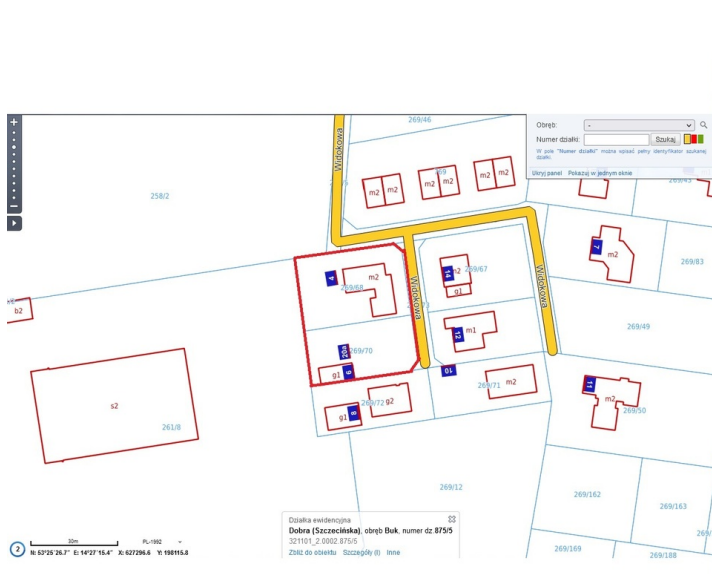 269/46
Obręb: -
Numer działki: Szukaj
W pole "Numer działki" można wpisać pełny identyfikator szukanej
działki.
Ukryj panel Pokazuj w jednym oknie
Widokowa
258/2
m2 m2
m2 m2
m2 m2
269
7
m2
269/83
4
m2
269/68
14
269/67
g1
Widokowa
Widokowa
b2
12
m1
269/49
20a
269/70
g1 9
10
269/71
m2
11
m2
269/50
s2
261/8
g1 8
269/72
g2
269/12
269/162
269/163
269/169
269/188
Działka ewidencyjna
Dobra (Szczecińska), obręb Buk, numer dz.875/5
321101_2.0002.875/5
Zbliż do obiektu Szczegóły (I) Inne
2
30m PL-1992
N: 53°25'26.7" E: 14°27'15.4" X: 627296.6 Y: 198115.8